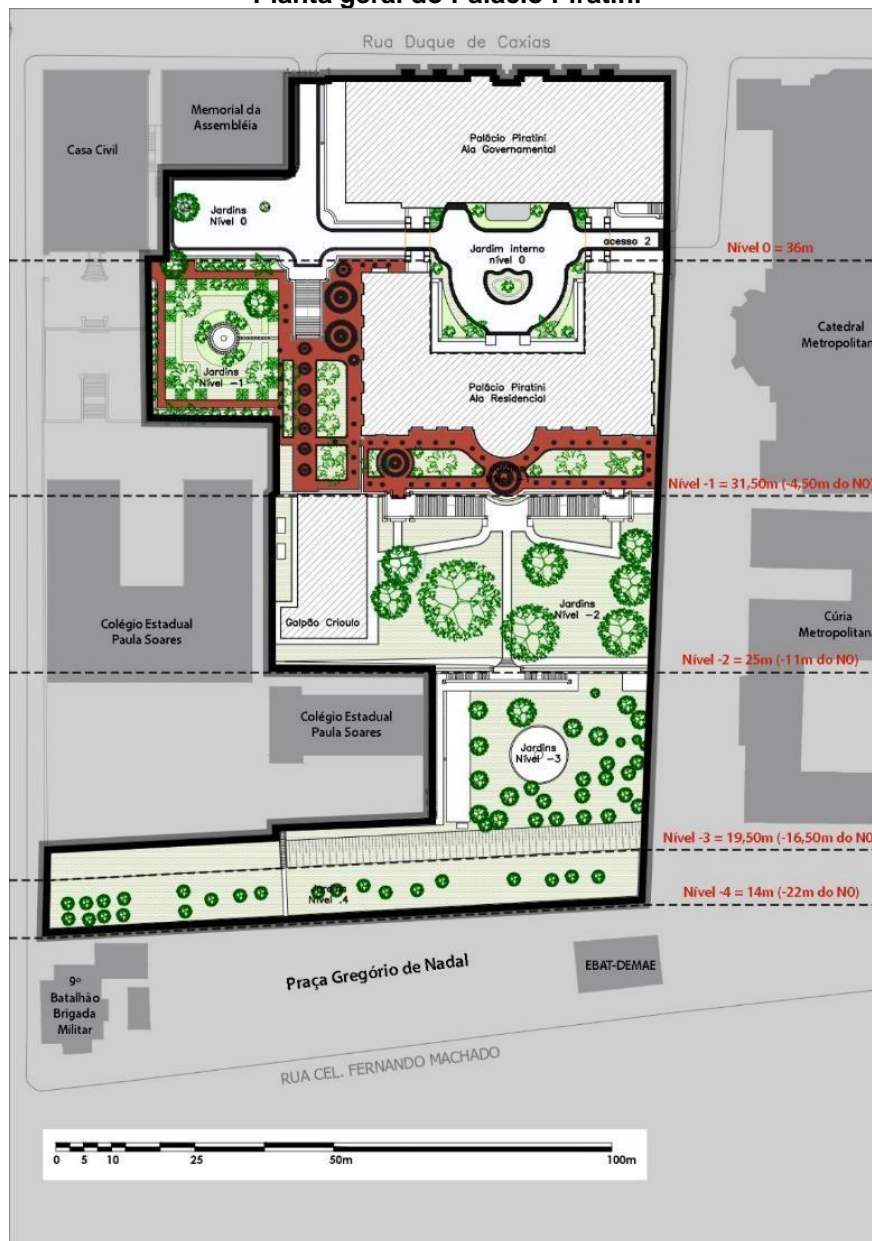 Planta geral do Palácio Piratini
Rua Duque de Caxias
Memorial da
Assembléia
Casa Civil
Palácio Piratini
Ala Governamental
Jardins
Nível 0
Jardim interno
nível 0
acesso 2
Nível 0 = 36m
Catedral
Metropolitan
Jardins
Nível -1
Palácio Piratini
Ala Residencial
Nível -1 = 31,50m (-4,50m do N0)
Colégio Estadual
Paula Soares
Galpão Crioulo
Jardins
Nível -2
Cúria
Metropolitan
Nível -2 = 25m (-11m do N0)
Colégio Estadual
Paula Soares
Jardins
Nível -3
Nível -3 = 19,50m (-16,50m do N0
Jardins
Nível .4
Nível -4 = 14m (-22m do N0)
Praça Gregório de Nadal
EBAT-DEMAE
9º
Batalhão
Brigada
Militar
RUA CEL. FERNANDO MACHADO
0 5 10 25 50m 100m